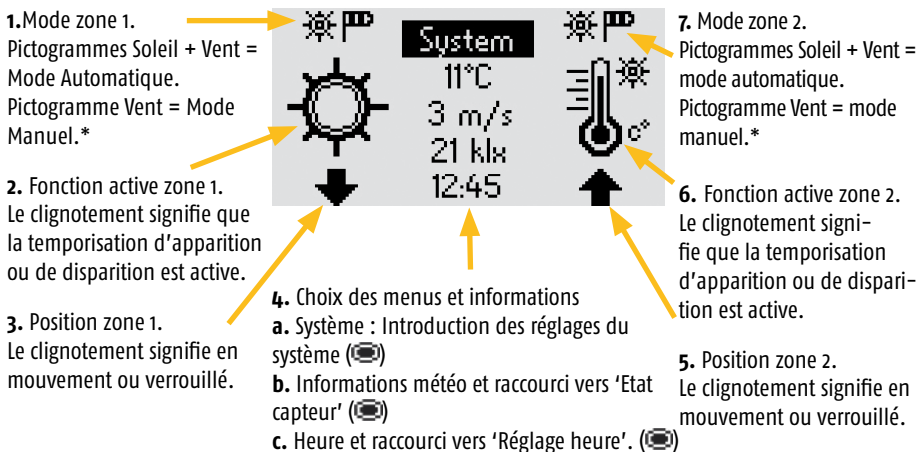 1.Mode zone 1.
Pictogrammes Soleil + Vent =
Mode Automatique.
Pictogramme Vent = Mode
Manuel.*
2. Fonction active zone 1.
Le clignotement signifie que
la temporisation d'apparition
ou de disparition est active.
3. Position zone 1.
Le clignotement signifie en
mouvement ou verrouillé.
System
11°C
3 m/s
21 klx
12:45
c°
4. Choix des menus et informations
a. Système : Introduction des réglages du
système ()
b. Informations météo et raccourci vers ‘Etat
capteur’ ()
c. Heure et raccourci vers ‘Réglage heure’. ()
7. Mode zone 2.
Pictogrammes Soleil + Vent =
mode automatique.
Pictogramme Vent = mode
manuel.*
6. Fonction active zone 2.
Le clignotement signi-
fie que la temporisation
d'apparition ou de dispari-
tion est active.
5. Position zone 2.
Le clignotement signifie en
mouvement ou verrouillé.